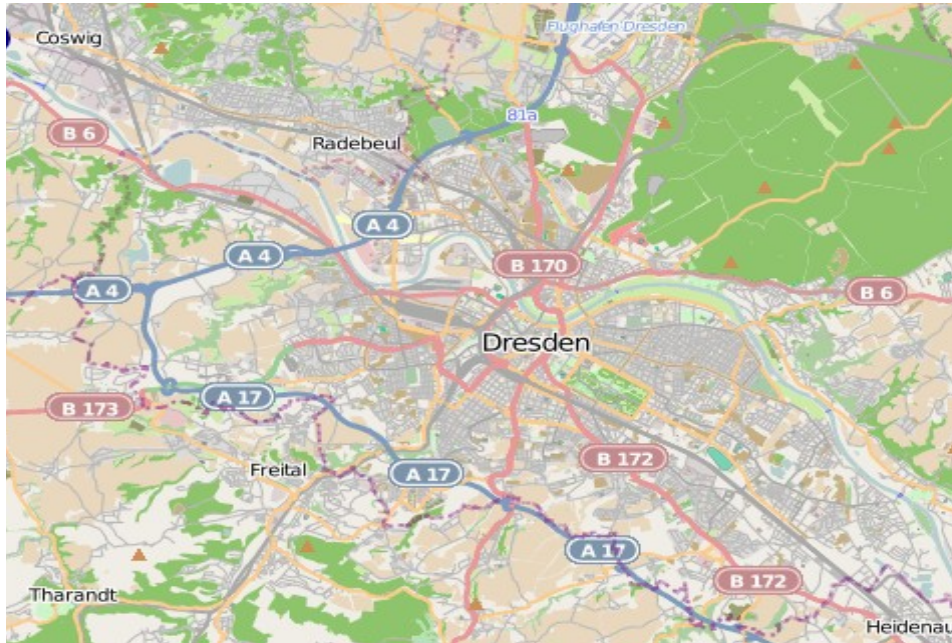 Flughafen Dresden
Coswig
81a
B 6
Radebeul
A 4
A 4
B 170
A 4
B 6
Dresden
A 17
B 173
B 172
Freital
A 17
A 17
B 172
Tharandt
Heidenau